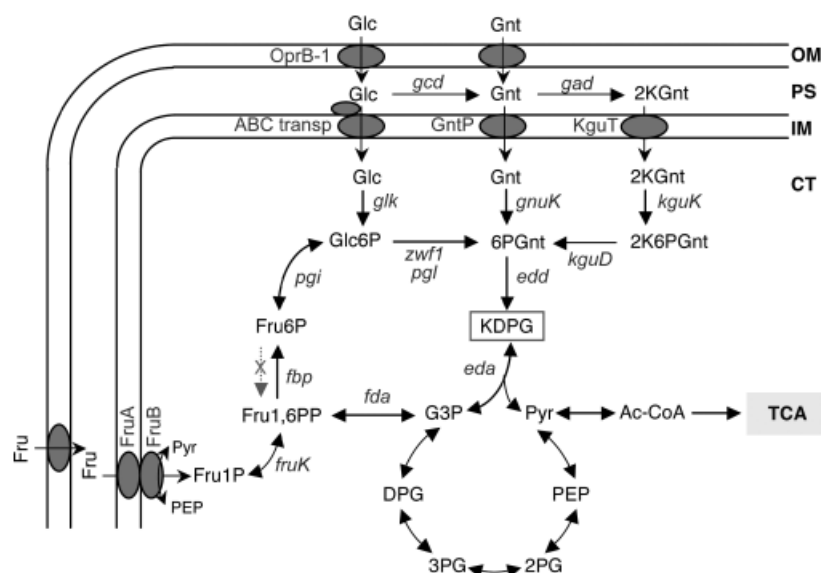 Glc Gnt
OprB-1 OM
Glc gcd Gnt gad 2KGnt PS
ABC transp GntP KguT IM
Glc Gnt 2KGnt CT
glk gnuK kguK
Glc6P zwf1 6PGnt kguD 2K6PGnt
pgl
pgi edd
Fru6P KDPG
X fbp eda
fda
FruA FruB Fru1,6PP G3P Pyr Ac-CoA TCA
Fru Fru Pyr Fru1P fruK
PEP
DPG PEP
3PG 2PG